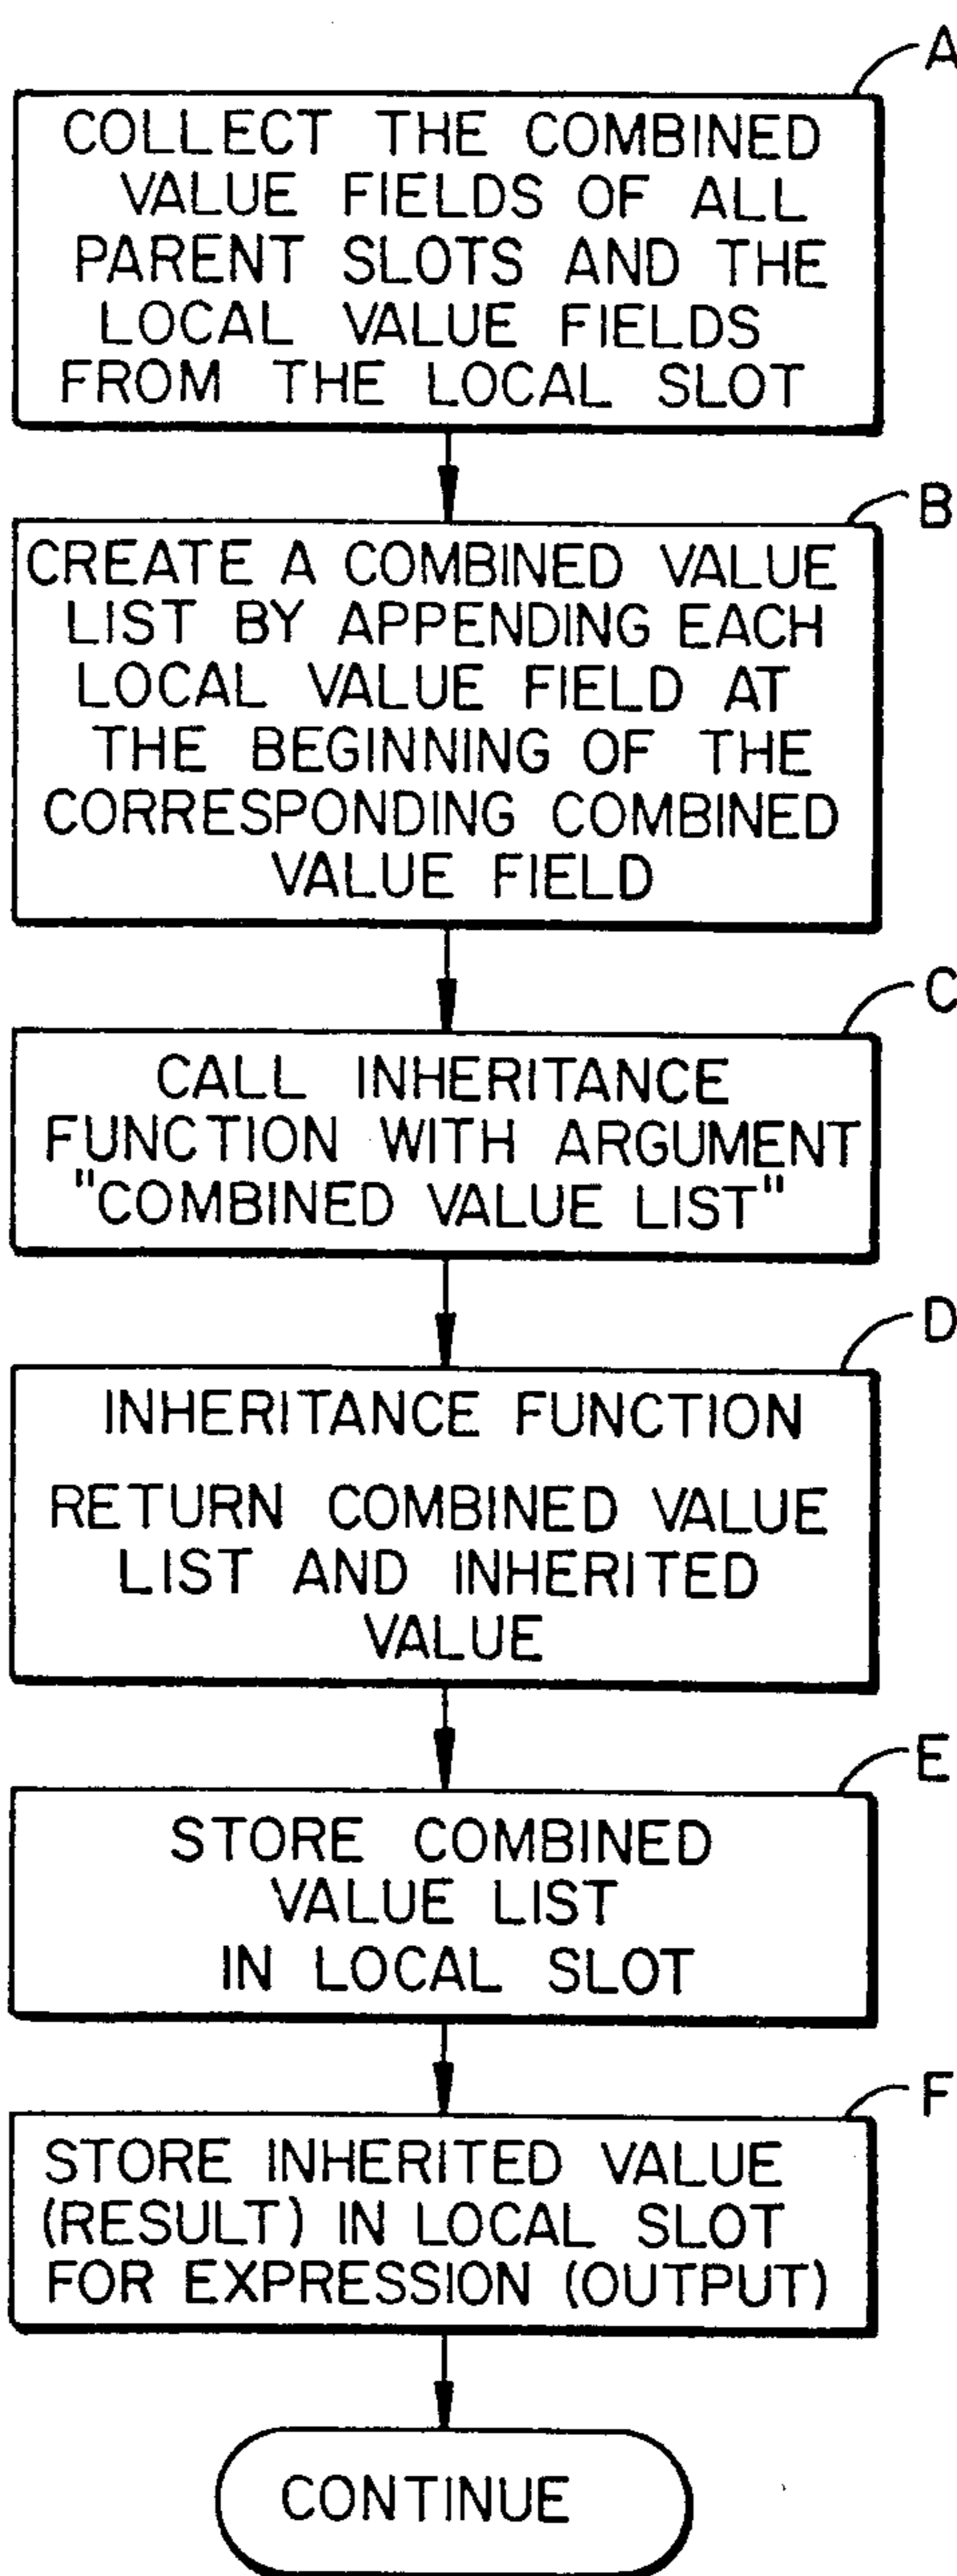 A
COLLECT THE COMBINED
VALUE FIELDS OF ALL
PARENT SLOTS AND THE
LOCAL VALUE FIELDS
FROM THE LOCAL SLOT
B
CREATE A COMBINED VALUE
LIST BY APPENDING EACH
LOCAL VALUE FIELD AT
THE BEGINNING OF THE
CORRESPONDING COMBINED
VALUE FIELD
C
CALL INHERITANCE
FUNCTION WITH ARGUMENT
"COMBINED VALUE LIST"
D
INHERITANCE FUNCTION
RETURN COMBINED VALUE
LIST AND INHERITED
VALUE
E
STORE COMBINED
VALUE LIST
IN LOCAL SLOT
F
STORE INHERITED VALUE
(RESULT) IN LOCAL SLOT
FOR EXPRESSION (OUTPUT)
CONTINUE